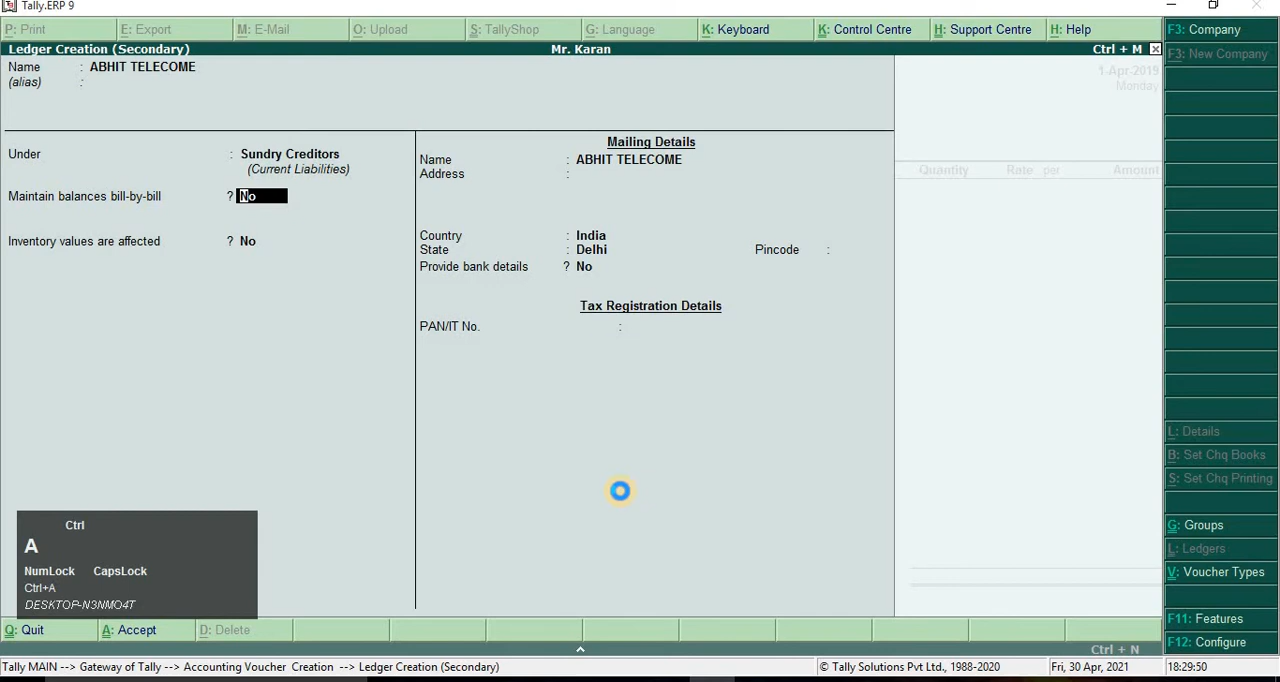 Tally.ERP 9
P: Print E: Export M: E-Mail O: Upload S: TallyShop G: Language K: Keyboard K: Control Centre H: Support Centre H: Help F3: Company
Ledger Creation (Secondary) Mr. Karan Ctrl + M F3: New Company
Name : ABHIT TELECOME
(alias) :
1-Apr-2019
Monday
Mailing Details
Under : Sundry Creditors
(Current Liabilities)
Name : ABHIT TELECOME
Address :
Quantity Rate per Amount
Maintain balances bill-by-bill ? No
Inventory values are affected ? No
Country : India
State : Delhi Pincode :
Provide bank details ? No
Tax Registration Details
PAN/IT No. :
L: Details
B: Set Chq Books
S: Set Chq Printing
G: Groups
L: Ledgers
V: Voucher Types
F11: Features
F12: Configure
Ctrl
A
NumLock CapsLock
Ctrl+A
DESKTOP-N3NMO4T
Q: Quit A: Accept D: Delete
Ctrl + N
Tally MAIN --> Gateway of Tally --> Accounting Voucher Creation --> Ledger Creation (Secondary) © Tally Solutions Pvt Ltd., 1988-2020 Fri, 30 Apr, 2021 18:29:50